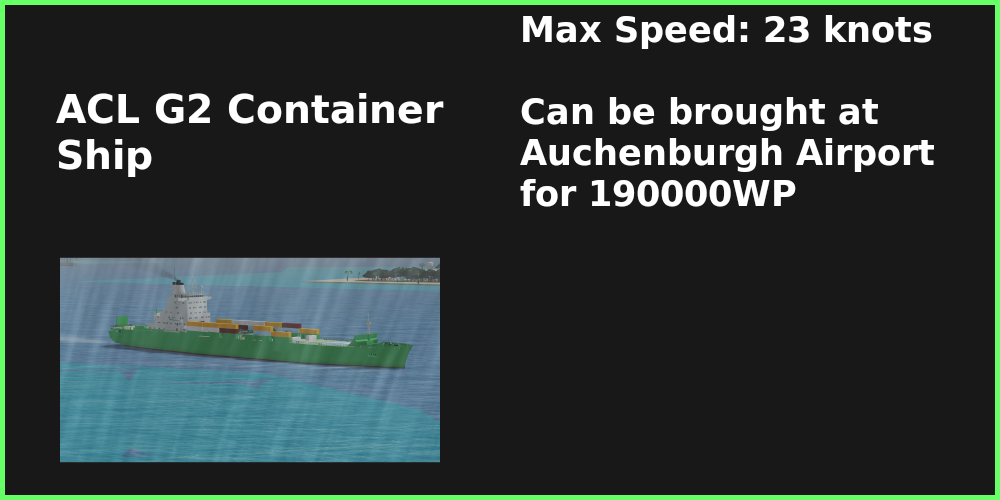 ACL G2 Container
Ship
Max Speed: 23 knots
Can be brought at
Auchenburgh Airport
for 190000WP